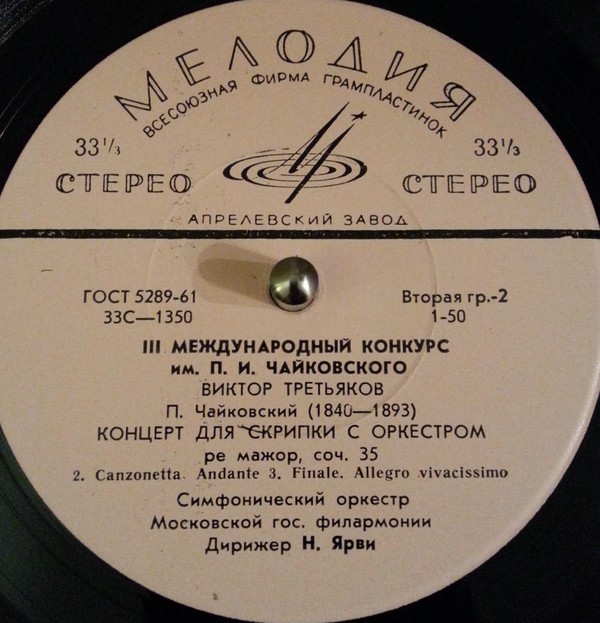 МЕЛОДИЯ
ВСЕСОЮЗНАЯ ФИРМА ГРАМПЛАСТИНОК
33⅓ 33⅓
СТЕРЕО СТЕРЕО
АПРЕЛЕВСКИЙ ЗАВОД
ГОСТ 5289-61 Вторая гр.-2
33С—1350 1-50
III МЕЖДУНАРОДНЫЙ КОНКУРС
им. П. И. ЧАЙКОВСКОГО
ВИКТОР ТРЕТЬЯКОВ
П. Чайковский (1840—1893)
КОНЦЕРТ ДЛЯ СКРИПКИ С ОРКЕСТРОМ
ре мажор, соч. 35
2. Canzonetta. Andante 3. Finale. Allegro vivacissimo
Симфонический оркестр
Московской гос. филармонии
Дирижер Н. Ярви